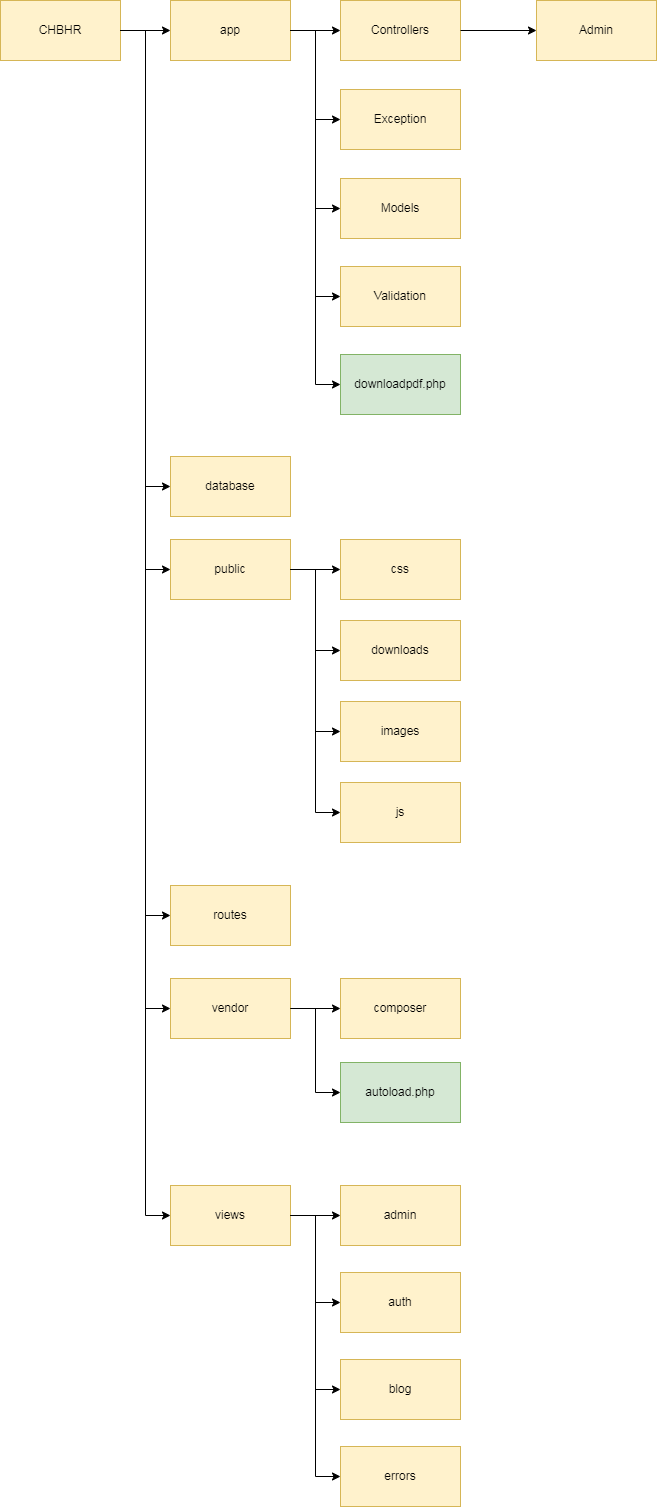 CHBHR
app
Controllers
Admin
Exception
Models
Validation
downloadpdf.php
database
public
css
downloads
images
js
routes
vendor
composer
autoload.php
views
admin
auth
blog
errors